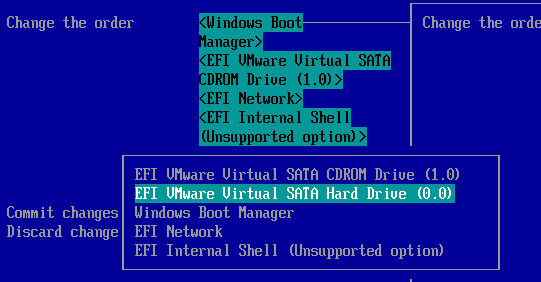 Change the order
<Windows Boot
Manager>
<EFI VMware Virtual SATA
CDROM Drive (1.0)>
<EFI Network>
<EFI Internal Shell
(Unsupported option)>
Change the orde
EFI VMware Virtual SATA CDROM Drive (1.0)
EFI VMware Virtual SATA Hard Drive (0.0)
Windows Boot Manager
EFI Network
EFI Internal Shell (Unsupported option)
Commit changes
Discard change